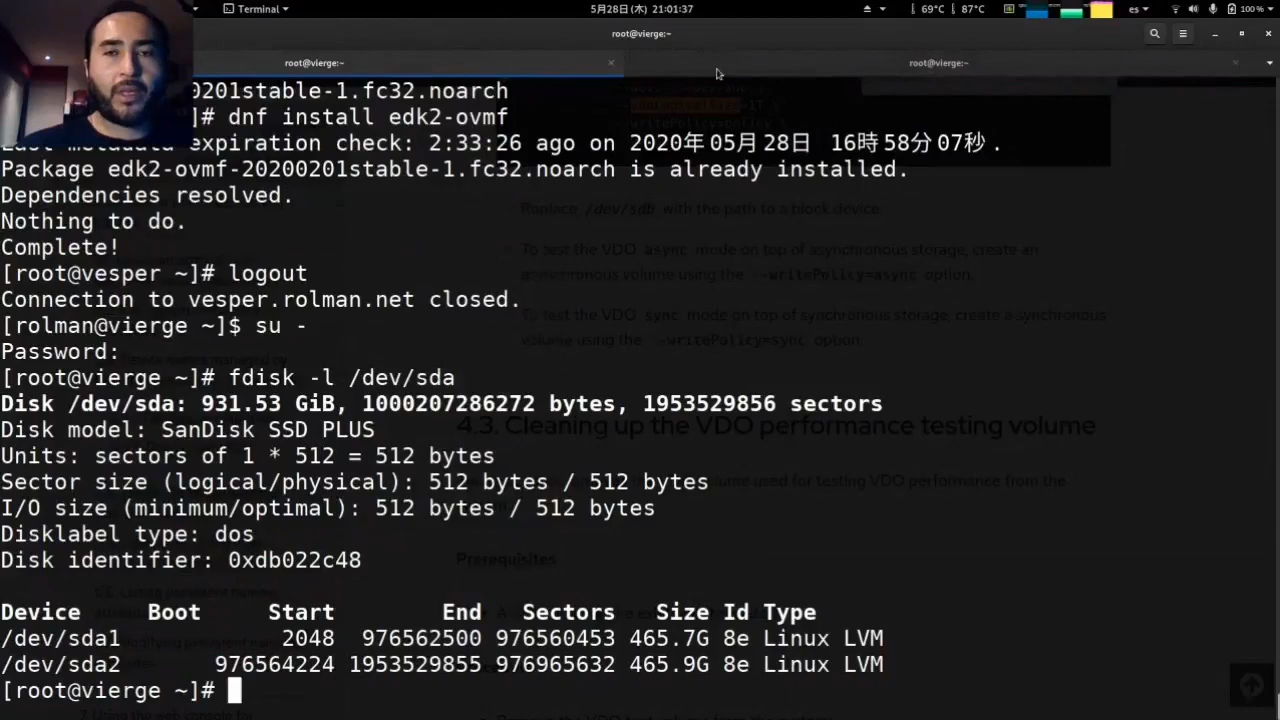 Terminal
5月28日(木) 21:01:37
69°C 87°C
es
100 %
root@vierge:~
root@vierge:~
root@vierge:~
0201stable-1.fc32.noarch
]# dnf install edk2-ovmf
Last metadata expiration check: 2:33:26 ago on 2020年05月28日 16時58分07秒.
Package edk2-ovmf-20200201stable-1.fc32.noarch is already installed.
Dependencies resolved.
Nothing to do.
Complete!
[root@vesper ~]# logout
Connection to vesper.rolman.net closed.
[rolman@vierge ~]$ su -
Password:
[root@vierge ~]# fdisk -l /dev/sda
Disk /dev/sda: 931.53 GiB, 1000207286272 bytes, 1953529856 sectors
Disk model: SanDisk SSD PLUS
Units: sectors of 1 * 512 = 512 bytes
Sector size (logical/physical): 512 bytes / 512 bytes
I/O size (minimum/optimal): 512 bytes / 512 bytes
Disklabel type: dos
Disk identifier: 0xdb022c48
Device Boot Start End Sectors Size Id Type
/dev/sda1 2048 976562500 976560453 465.7G 8e Linux LVM
/dev/sda2 976564224 1953529855 976965632 465.9G 8e Linux LVM
[root@vierge ~]#
Replace /dev/sdb with the path to a block device.
To test the VDO async mode on top of asynchronous storage, create an
asynchronous volume using the --writePolicy=async option.
To test the VDO sync mode on top of synchronous storage, create a synchronous
volume using the --writePolicy=sync option.
4.3. Cleaning up the VDO performance testing volume
volume used for testing VDO performance from the
Prerequisites